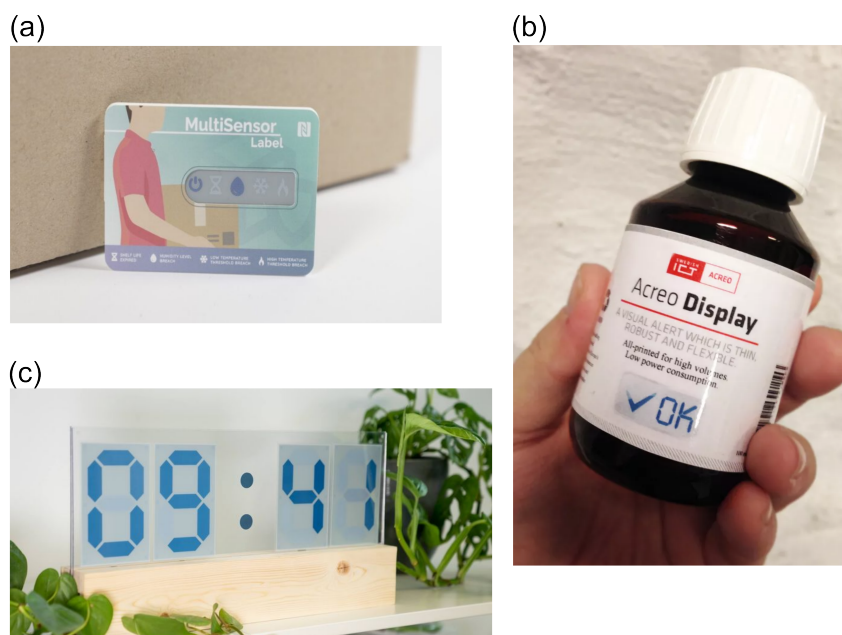 (a)
MultiSensor
Label
SHELF LIFE EXPIRED
HUMIDITY LEVEL BREACH
LOW TEMPERATURE THRESHOLD BREACH
HIGH TEMPERATURE THRESHOLD BREACH
(b)
SWEDISH
ICT ACREO
Acreo Display
A VISUAL ALERT WHICH IS THIN,
ROBUST AND FLEXIBLE.
All-printed for high volumes.
Low power consumption.
OK
(c)
09:41